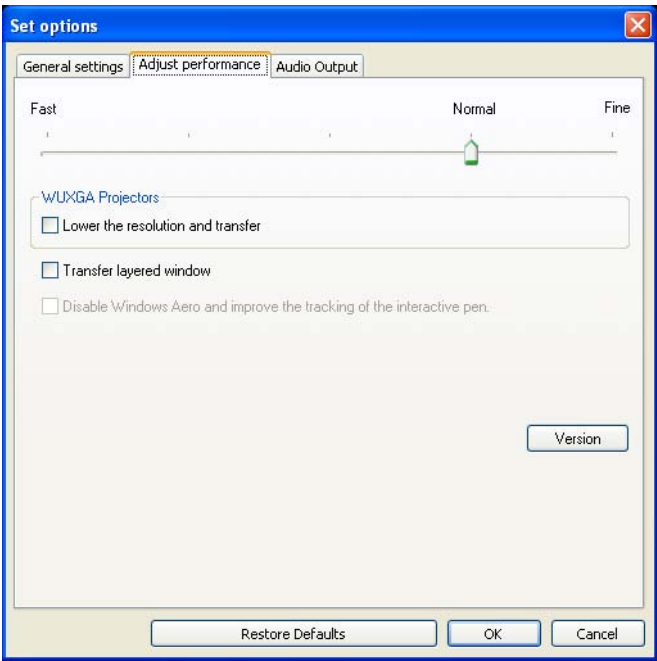 Set options
General settings Adjust performance Audio Output
Fast Normal Fine
WUXGA Projectors
Lower the resolution and transfer
Transfer layered window
Disable Windows Aero and improve the tracking of the interactive pen.
Version
Restore Defaults OK Cancel